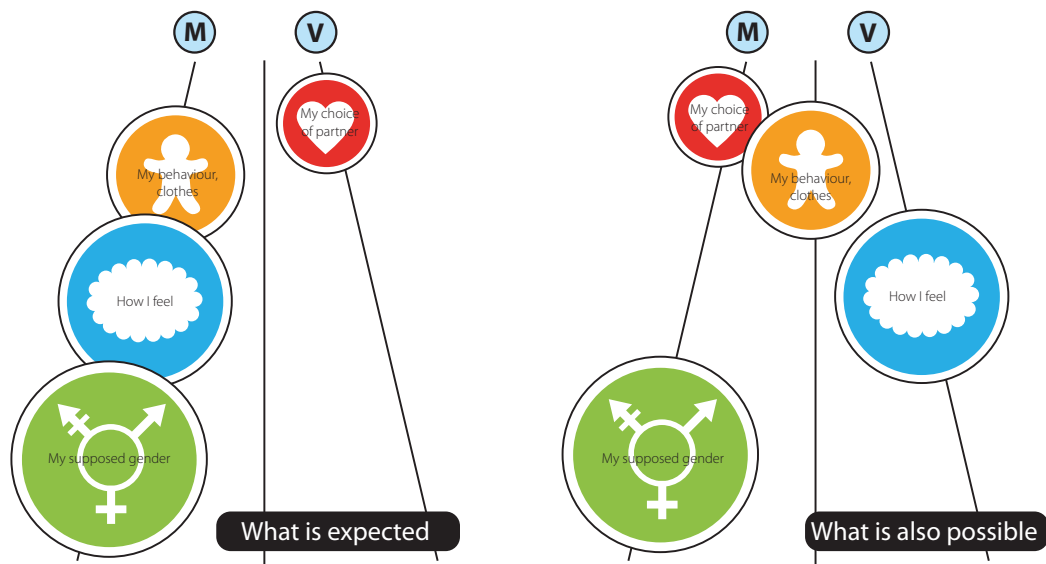 M
V
My choice
of partner
My behaviour,
clothes
How I feel
My supposed gender
What is expected
M
V
My choice
of partner
My behaviour,
clothes
How I feel
My supposed gender
What is also possible